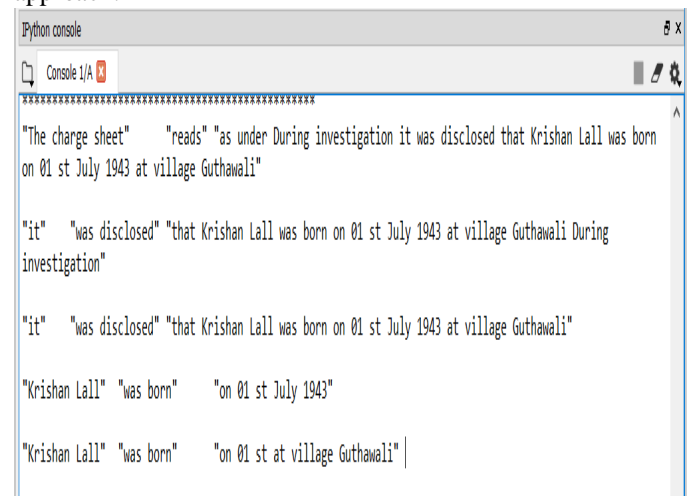 IPython console
Console 1/A
*************************************************
"The charge sheet" "reads" "as under During investigation it was disclosed that Krishan Lall was born
on 01 st July 1943 at village Guthawali"
"it" "was disclosed" "that Krishan Lall was born on 01 st July 1943 at village Guthawali During
investigation"
"it" "was disclosed" "that Krishan Lall was born on 01 st July 1943 at village Guthawali"
"Krishan Lall" "was born" "on 01 st July 1943"
"Krishan Lall" "was born" "on 01 st at village Guthawali"